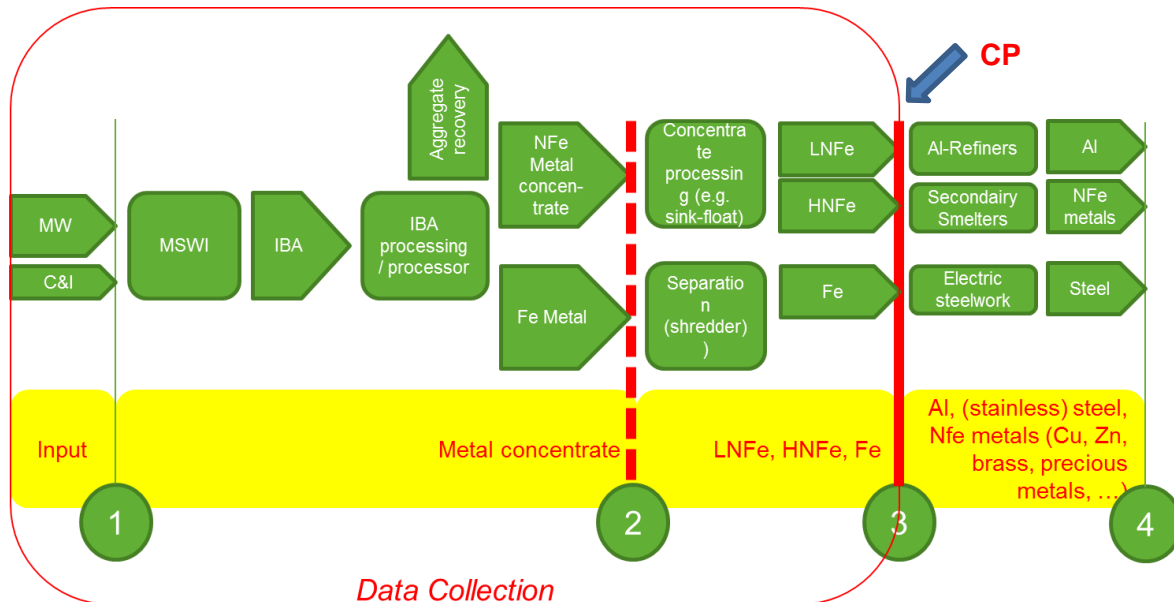 CP
Aggregate
recovery
NFe
Metal
concen-
trate
Concentra
te
processin
g (e.g.
sink-float)
LNFe
HNFe
Al-Refiners
Secondairy
Smelters
Al
NFe
metals
MW
C&I
MSWI
IBA
IBA
processing
/ processor
Fe Metal
Separatio
n
(shredder)
)
Fe
Electric
steelwork
Steel
Input
Metal concentrate
LNFe, HNFe, Fe
Al, (stainless) steel,
Nfe metals (Cu, Zn,
brass, precious
metals, …)
1
2
3
4
Data Collection